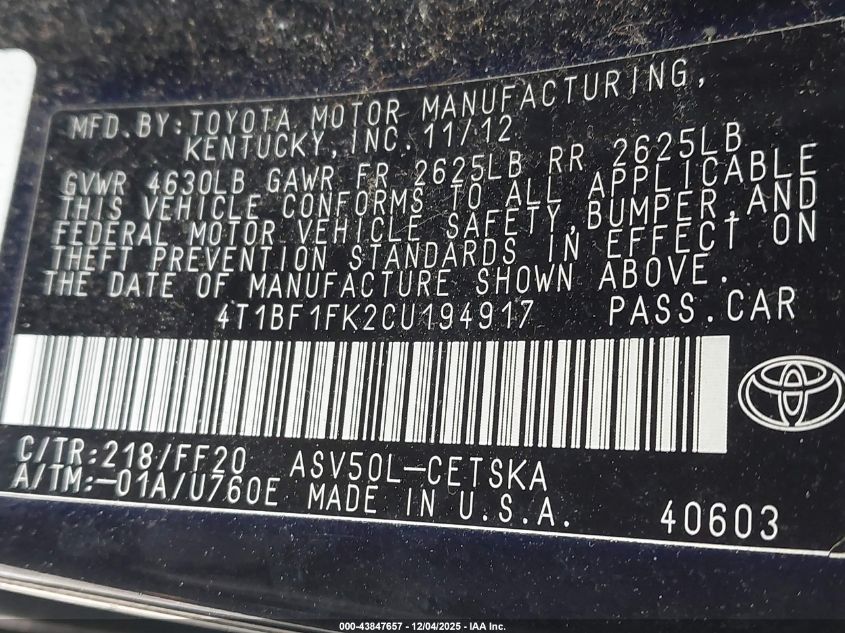 MFD.BY:TOYOTA MOTOR MANUFACTURING,
KENTUCKY,INC.11/12
GVWR 4630LB GAWR FR 2625LB RR 2625LB
THIS VEHICLE CONFORMS TO ALL APPLICABLE
FEDERAL MOTOR VEHICLE SAFETY,BUMPER,AND
THEFT PREVENTION STANDARDS IN EFFECT ON
THE DATE OF MANUFACTURE SHOWN ABOVE.
4T1BF1FK2CU194917 PASS.CAR
C/TR:218/FF20 ASV50L-CETSKA
A/TM:-01A/U760E MADE IN U.S.A. 40603
000-43847657 - 12/04/2025 - IAA Inc.